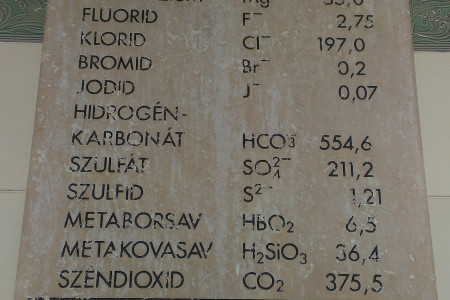 Mg
FLUORID F⁻ 2,75
KLORID Cl⁻ 197,0
BROMID Br⁻ 0,2
JODID J⁻ 0,07
HIDROGÉN-
KARBONÁT HCO₃⁻ 554,6
SZULFÁT SO₄²⁻ 211,2
SZULFID S²⁻ 1,21
METABORSAV HBO₂ 6,5
METAKOVASAV H₂SiO₃ 36,4
SZÉNDIOXID CO₂ 375,5